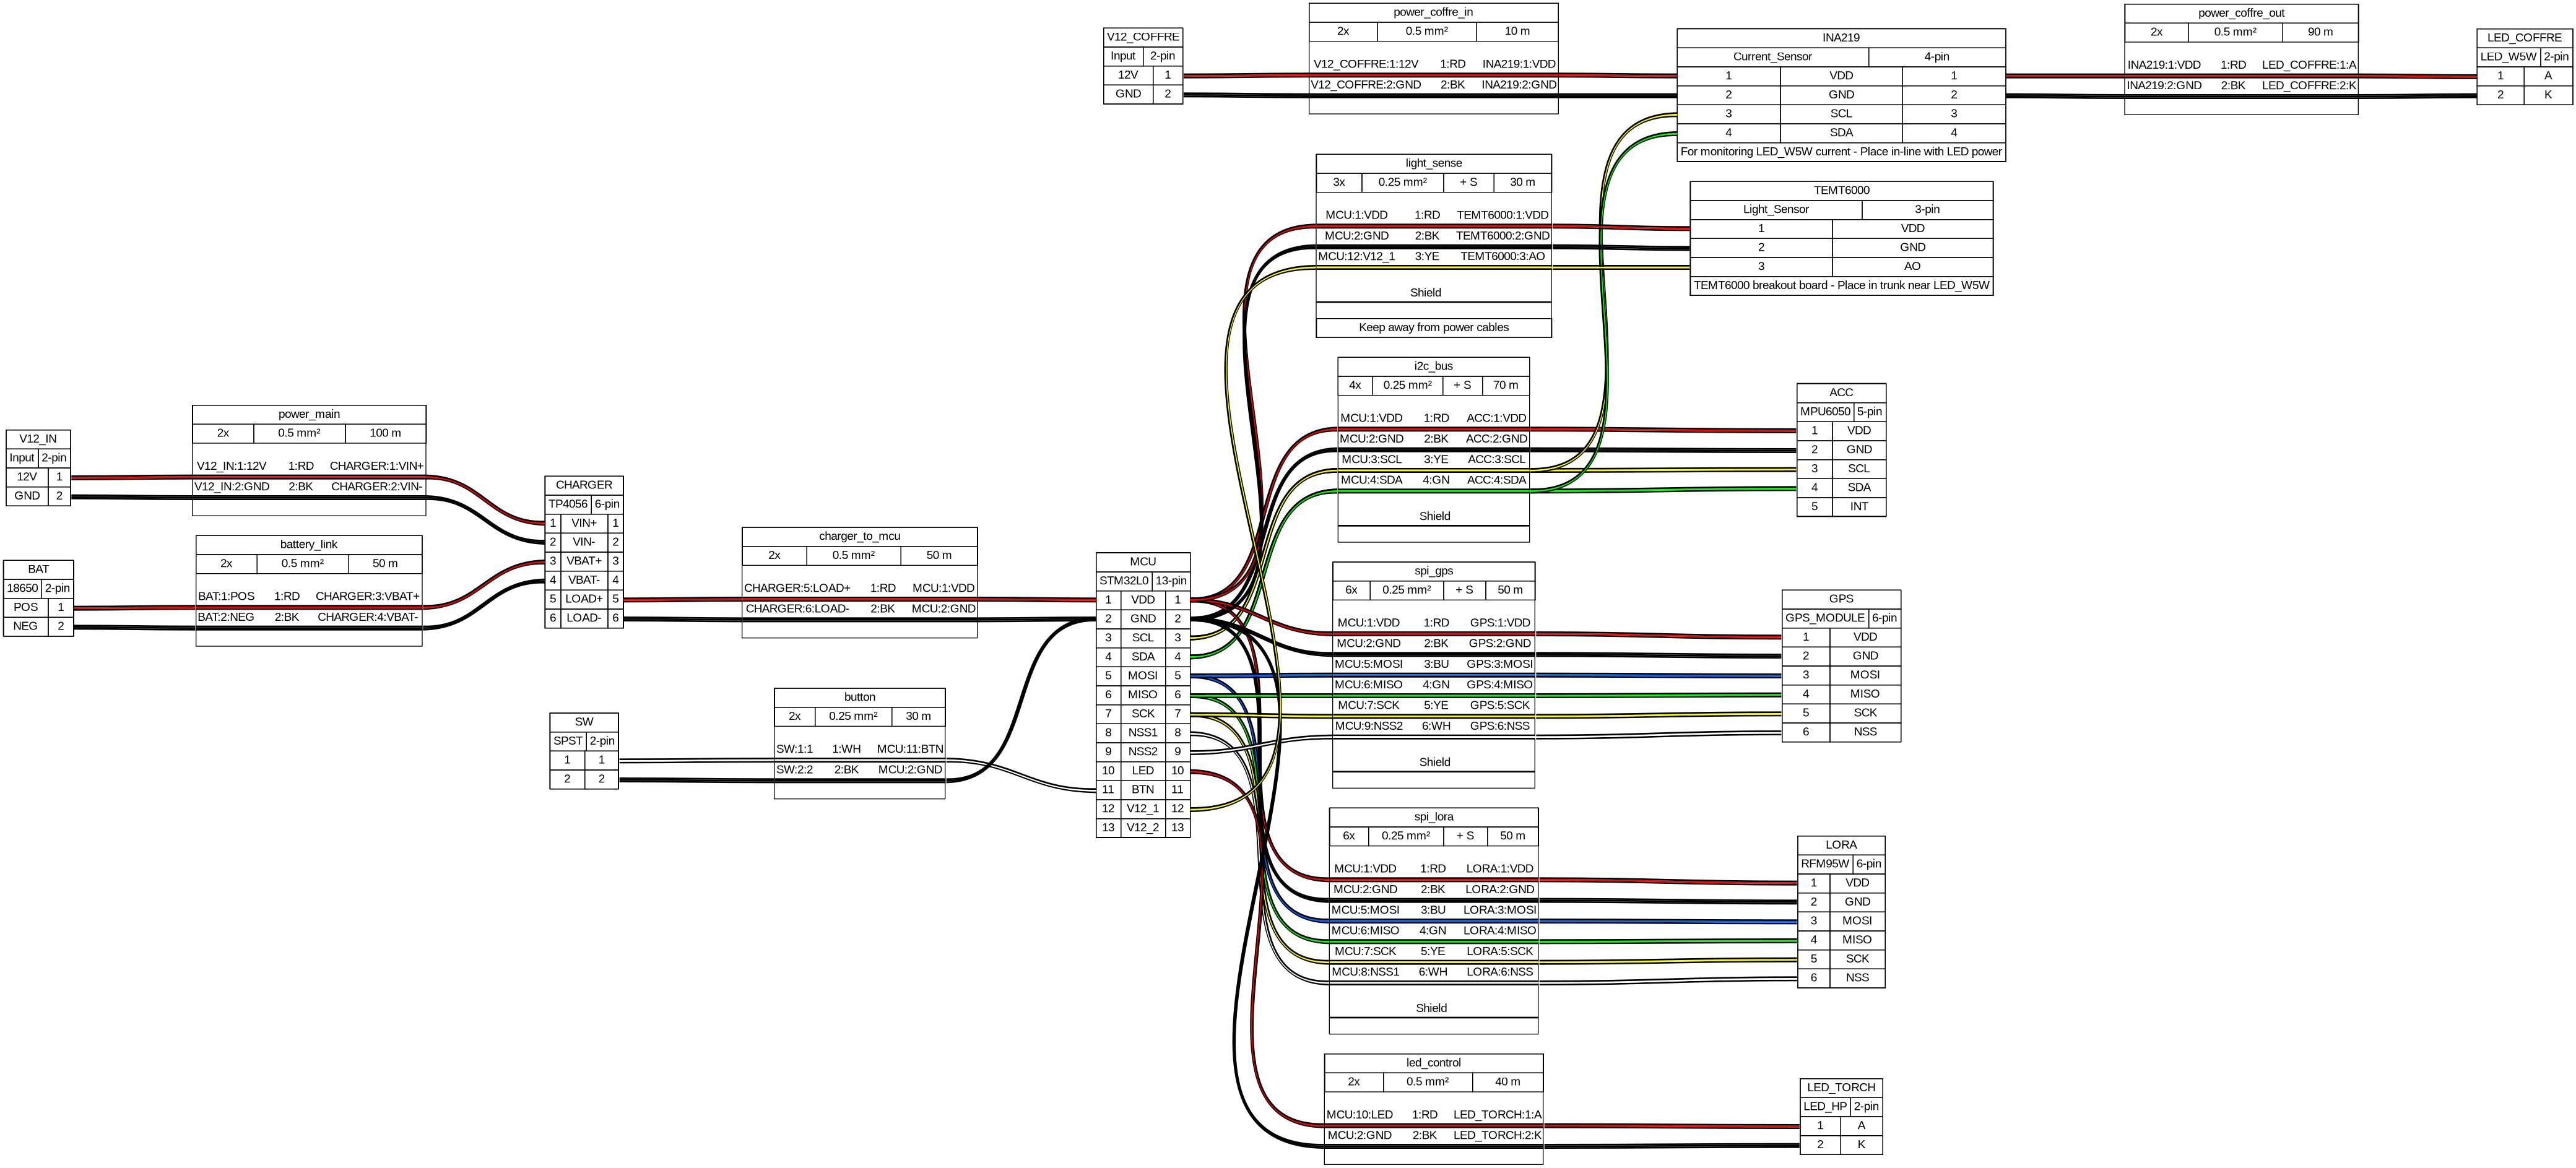 V12_COFFRE
Input 2-pin
12V 1
GND 2
power_coffre_in
2x 0.5 mm² 10 m
V12_COFFRE:1:12V 1:RD INA219:1:VDD
V12_COFFRE:2:GND 2:BK INA219:2:GND
INA219
Current_Sensor 4-pin
1 VDD 1
2 GND 2
3 SCL 3
4 SDA 4
For monitoring LED_W5W current - Place in-line with LED power
power_coffre_out
2x 0.5 mm² 90 m
INA219:1:VDD 1:RD LED_COFFRE:1:A
INA219:2:GND 2:BK LED_COFFRE:2:K
LED_COFFRE
LED_W5W 2-pin
1 A
2 K
light_sense
3x 0.25 mm² + S 30 m
MCU:1:VDD 1:RD TEMT6000:1:VDD
MCU:2:GND 2:BK TEMT6000:2:GND
MCU:12:V12_1 3:YE TEMT6000:3:AO
Shield
Keep away from power cables
TEMT6000
Light_Sensor 3-pin
1 VDD
2 GND
3 AO
TEMT6000 breakout board - Place in trunk near LED_W5W
i2c_bus
4x 0.25 mm² + S 70 m
MCU:1:VDD 1:RD ACC:1:VDD
MCU:2:GND 2:BK ACC:2:GND
MCU:3:SCL 3:YE ACC:3:SCL
MCU:4:SDA 4:GN ACC:4:SDA
Shield
ACC
MPU6050 5-pin
1 VDD
2 GND
3 SCL
4 SDA
5 INT
V12_IN
Input 2-pin
12V 1
GND 2
power_main
2x 0.5 mm² 100 m
V12_IN:1:12V 1:RD CHARGER:1:VIN+
V12_IN:2:GND 2:BK CHARGER:2:VIN-
BAT
18650 2-pin
POS 1
NEG 2
battery_link
2x 0.5 mm² 50 m
BAT:1:POS 1:RD CHARGER:3:VBAT+
BAT:2:NEG 2:BK CHARGER:4:VBAT-
CHARGER
TP4056 6-pin
1 VIN+ 1
2 VIN- 2
3 VBAT+ 3
4 VBAT- 4
5 LOAD+ 5
6 LOAD- 6
charger_to_mcu
2x 0.5 mm² 50 m
CHARGER:5:LOAD+ 1:RD MCU:1:VDD
CHARGER:6:LOAD- 2:BK MCU:2:GND
SW
SPST 2-pin
1 1
2 2
button
2x 0.25 mm² 30 m
SW:1:1 1:WH MCU:11:BTN
SW:2:2 2:BK MCU:2:GND
MCU
STM32L0 13-pin
1 VDD 1
2 GND 2
3 SCL 3
4 SDA 4
5 MOSI 5
6 MISO 6
7 SCK 7
8 NSS1 8
9 NSS2 9
10 LED 10
11 BTN 11
12 V12_1 12
13 V12_2 13
spi_gps
6x 0.25 mm² + S 50 m
MCU:1:VDD 1:RD GPS:1:VDD
MCU:2:GND 2:BK GPS:2:GND
MCU:5:MOSI 3:BU GPS:3:MOSI
MCU:6:MISO 4:GN GPS:4:MISO
MCU:7:SCK 5:YE GPS:5:SCK
MCU:9:NSS2 6:WH GPS:6:NSS
Shield
GPS
GPS_MODULE 6-pin
1 VDD
2 GND
3 MOSI
4 MISO
5 SCK
6 NSS
spi_lora
6x 0.25 mm² + S 50 m
MCU:1:VDD 1:RD LORA:1:VDD
MCU:2:GND 2:BK LORA:2:GND
MCU:5:MOSI 3:BU LORA:3:MOSI
MCU:6:MISO 4:GN LORA:4:MISO
MCU:7:SCK 5:YE LORA:5:SCK
MCU:8:NSS1 6:WH LORA:6:NSS
Shield
LORA
RFM95W 6-pin
1 VDD
2 GND
3 MOSI
4 MISO
5 SCK
6 NSS
led_control
2x 0.5 mm² 40 m
MCU:10:LED 1:RD LED_TORCH:1:A
MCU:2:GND 2:BK LED_TORCH:2:K
LED_TORCH
LED_HP 2-pin
1 A
2 K